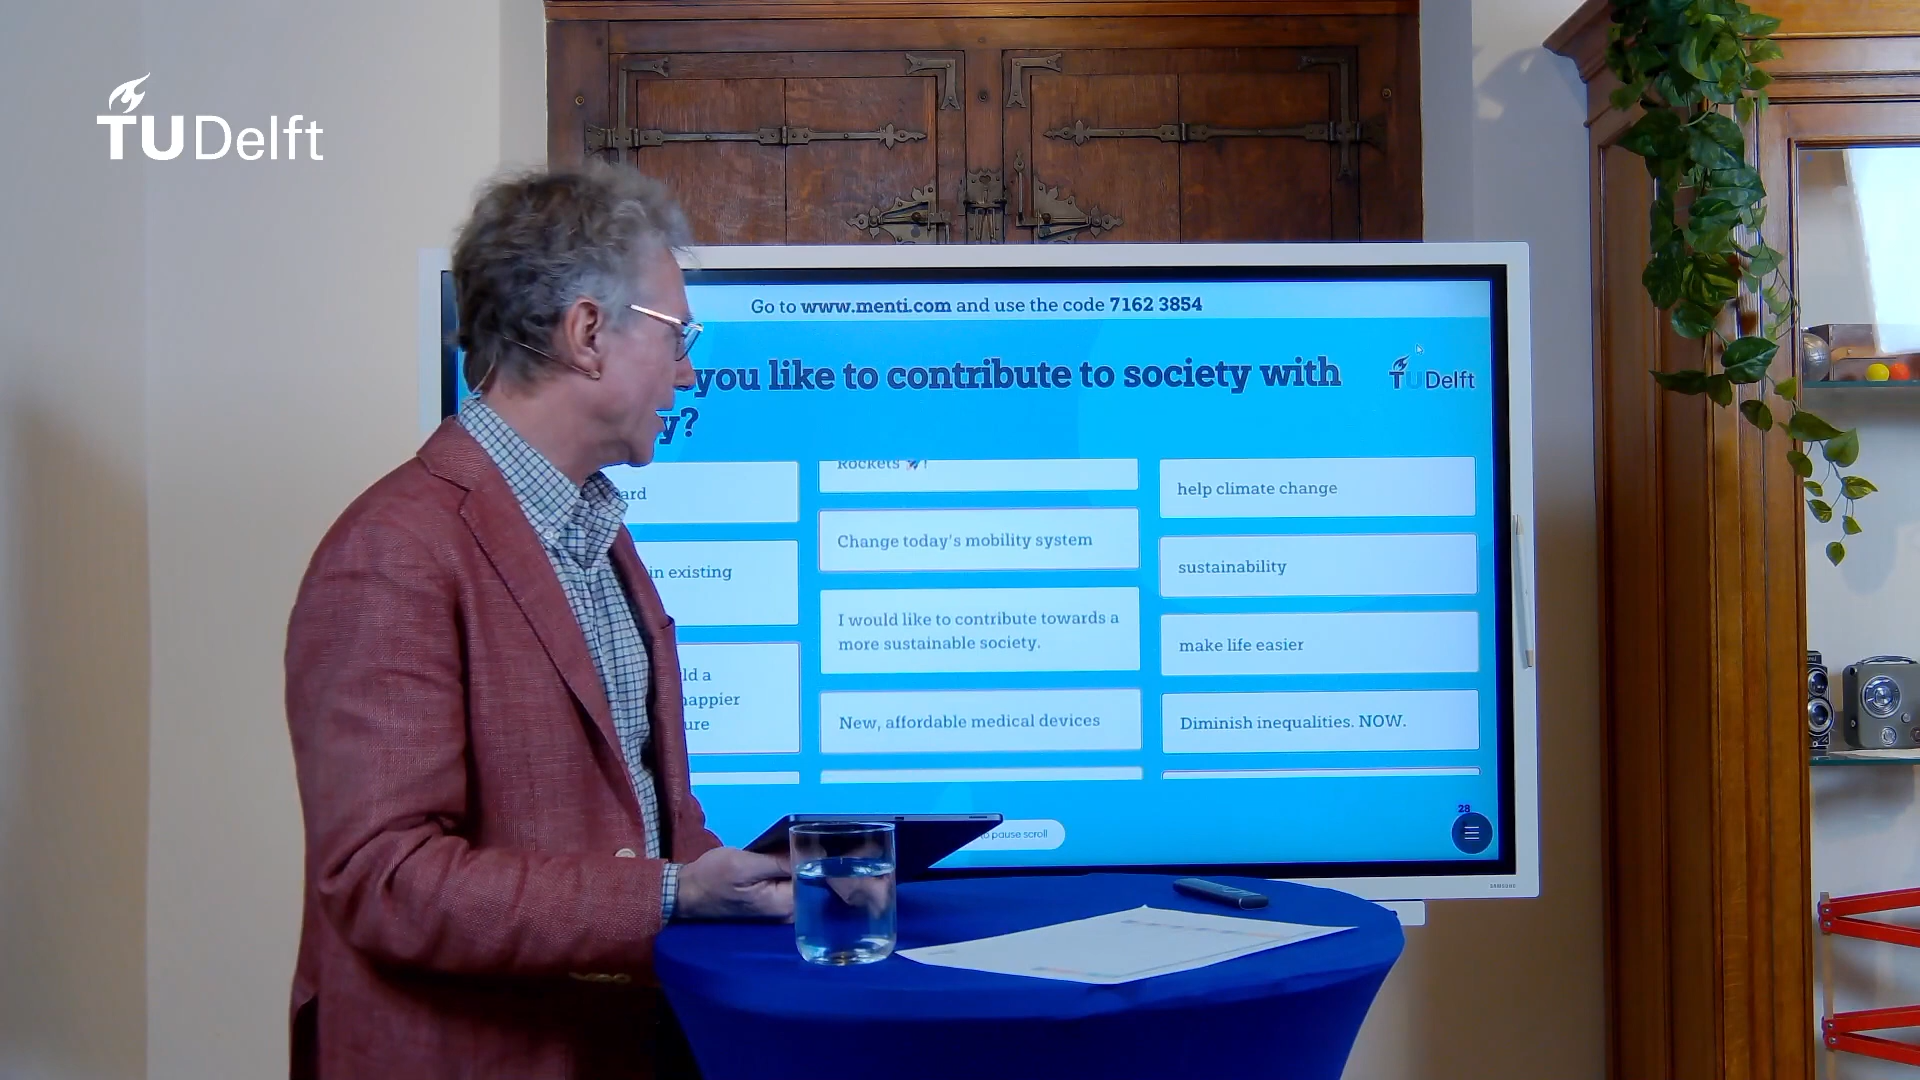 TUDelft
Go to www.menti.com and use the code 7162 3854
you like to contribute to society with
y?
TUDelft
ard
in existing
ld a
happier
ure
Rockets 🚀!
Change today's mobility system
I would like to contribute towards a
more sustainable society.
New, affordable medical devices
help climate change
sustainability
make life easier
Diminish inequalities. NOW.
to pause scroll
28
SAMSUNG